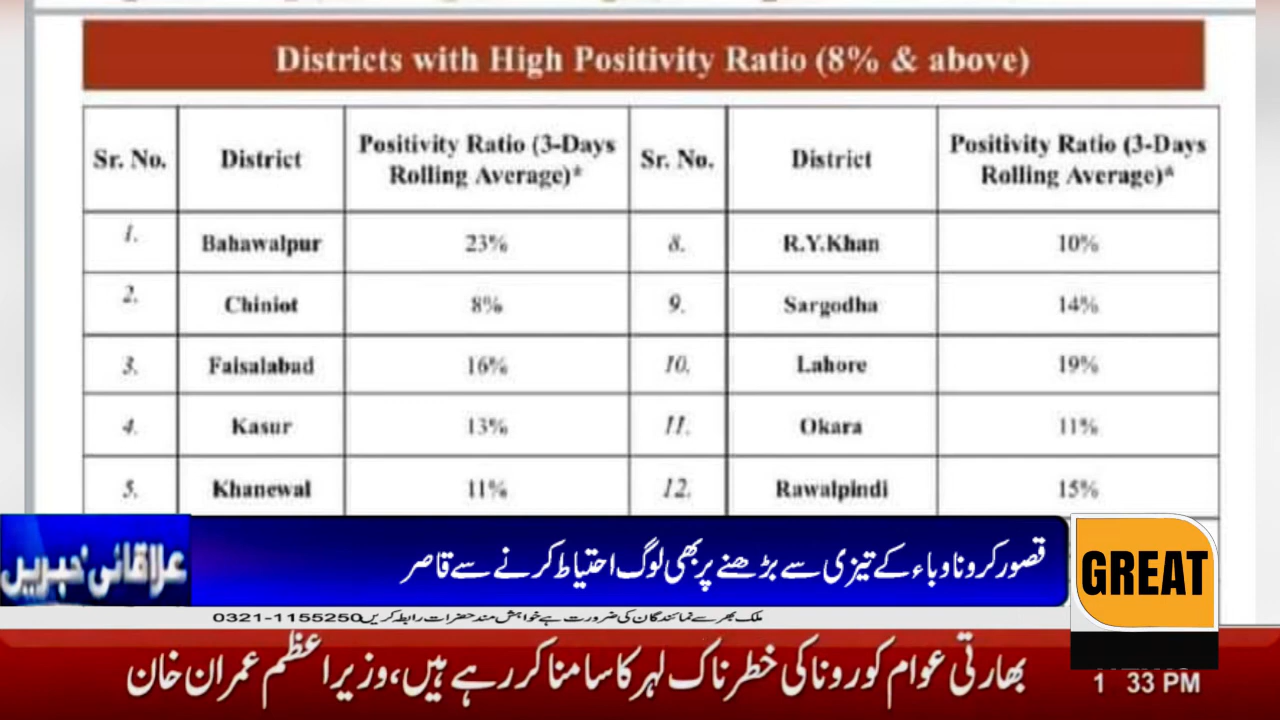 Districts with High Positivity Ratio (8% & above)
Sr. No. District Positivity Ratio (3-Days Rolling Average)* Sr. No. District Positivity Ratio (3-Days Rolling Average)*
1. Bahawalpur 23% 8. R.Y.Khan 10%
2. Chiniot 8% 9. Sargodha 14%
3. Faisalabad 16% 10. Lahore 19%
4. Kasur 13% 11. Okara 11%
5. Khanewal 11% 12. Rawalpindi 15%
علاقائی خبریں
قصور کرونا وباء کے تیزی سے بڑھنے پر بھی لوگ احتیاط کرنے سے قاصر
GREAT
ملک بھر سے نمائندگان کی ضرورت ہے خواہش مند حضرات رابطہ کریں 0321-1155250
بھارتی عوام کورونا کی خطرناک لہر کا سامنا کر رہے ہیں، وزیراعظم عمران خان
1 33 PM